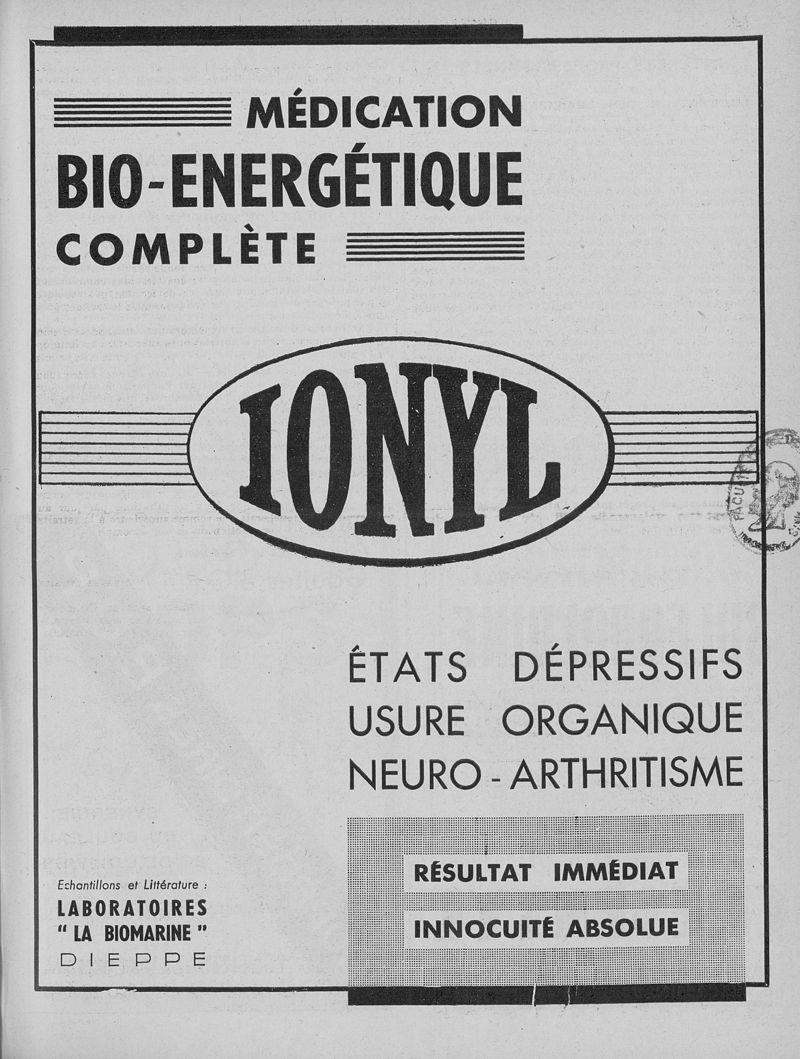 MÉDICATION
BIO-ENERGÉTIQUE
COMPLÈTE
IONYL
ÉTATS DÉPRESSIFS
USURE ORGANIQUE
NEURO-ARTHRITISME
RÉSULTAT IMMÉDIAT
INNOCUITÉ ABSOLUE
Echantillons et Littérature :
LABORATOIRES
“ LA BIOMARINE ”
DIEPPE